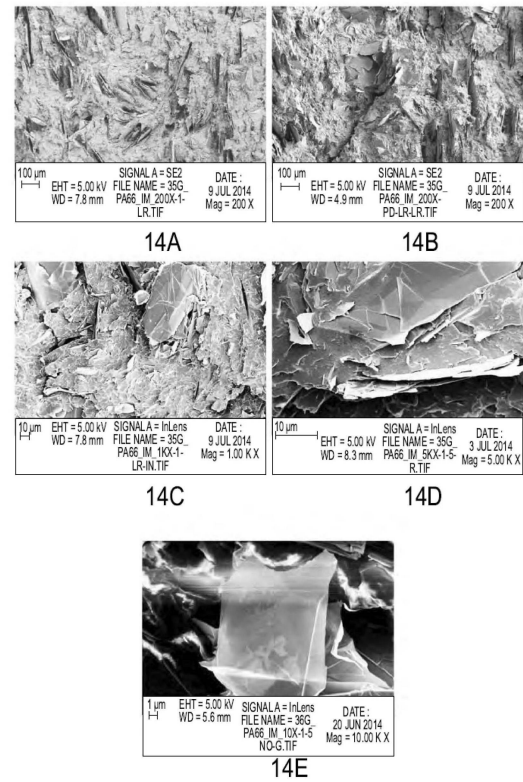 100 µm
EHT = 5.00 kV
WD = 7.8 mm
SIGNAL A = SE2
FILE NAME = 35G_
PA66_IM_200X-1-
LR.TIF
DATE :
9 JUL 2014
Mag = 200 X
14A
100 µm
EHT = 5.00 kV
WD = 4.9 mm
SIGNAL A = SE2
FILE NAME = 35G_
PA66_IM_200X-
PD-LR-LR.TIF
DATE :
9 JUL 2014
Mag = 200 X
14B
10 µm
EHT = 5.00 kV
WD = 7.8 mm
SIGNAL A = InLens
FILE NAME = 35G_
PA66_IM_1KX-1-
LR-IN.TIF
DATE :
9 JUL 2014
Mag = 1.00 K X
14C
10 µm
EHT = 5.00 kV
WD = 8.3 mm
SIGNAL A = InLens
FILE NAME = 35G_
PA66_IM_5KX-1-5-
R.TIF
DATE :
3 JUL 2014
Mag = 5.00 K X
14D
1 µm
EHT = 5.00 kV
WD = 5.6 mm
SIGNAL A = InLens
FILE NAME = 36G_
PA66_IM_10X-1-5
NO-G.TIF
DATE :
20 JUN 2014
Mag = 10.00 K X
14E